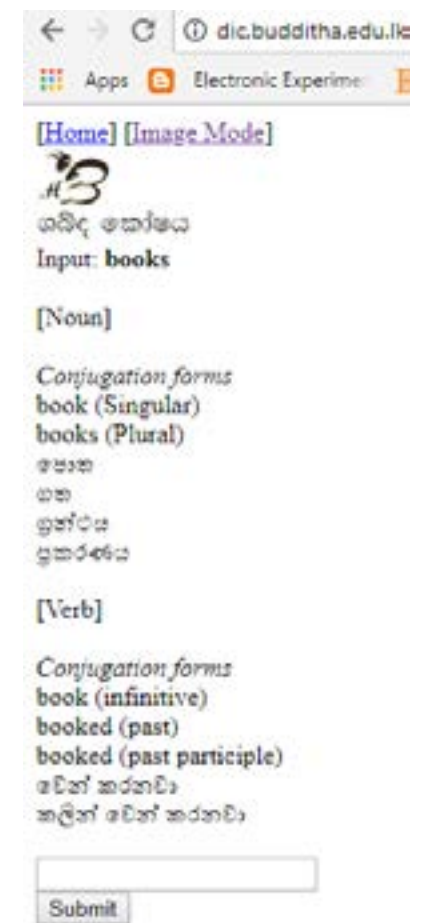 dic.budditha.edu.lk
Apps Electronic Experime
[Home] [Image Mode]
ශබ්ද කෝෂය
Input: books
[Noun]
Conjugation forms
book (Singular)
books (Plural)
පොත
ගත
ග්‍රන්ථය
ප්‍රකරණය
[Verb]
Conjugation forms
book (infinitive)
booked (past)
booked (past participle)
වෙන් කරනවා
කලින් වෙන් කරනවා
Submit